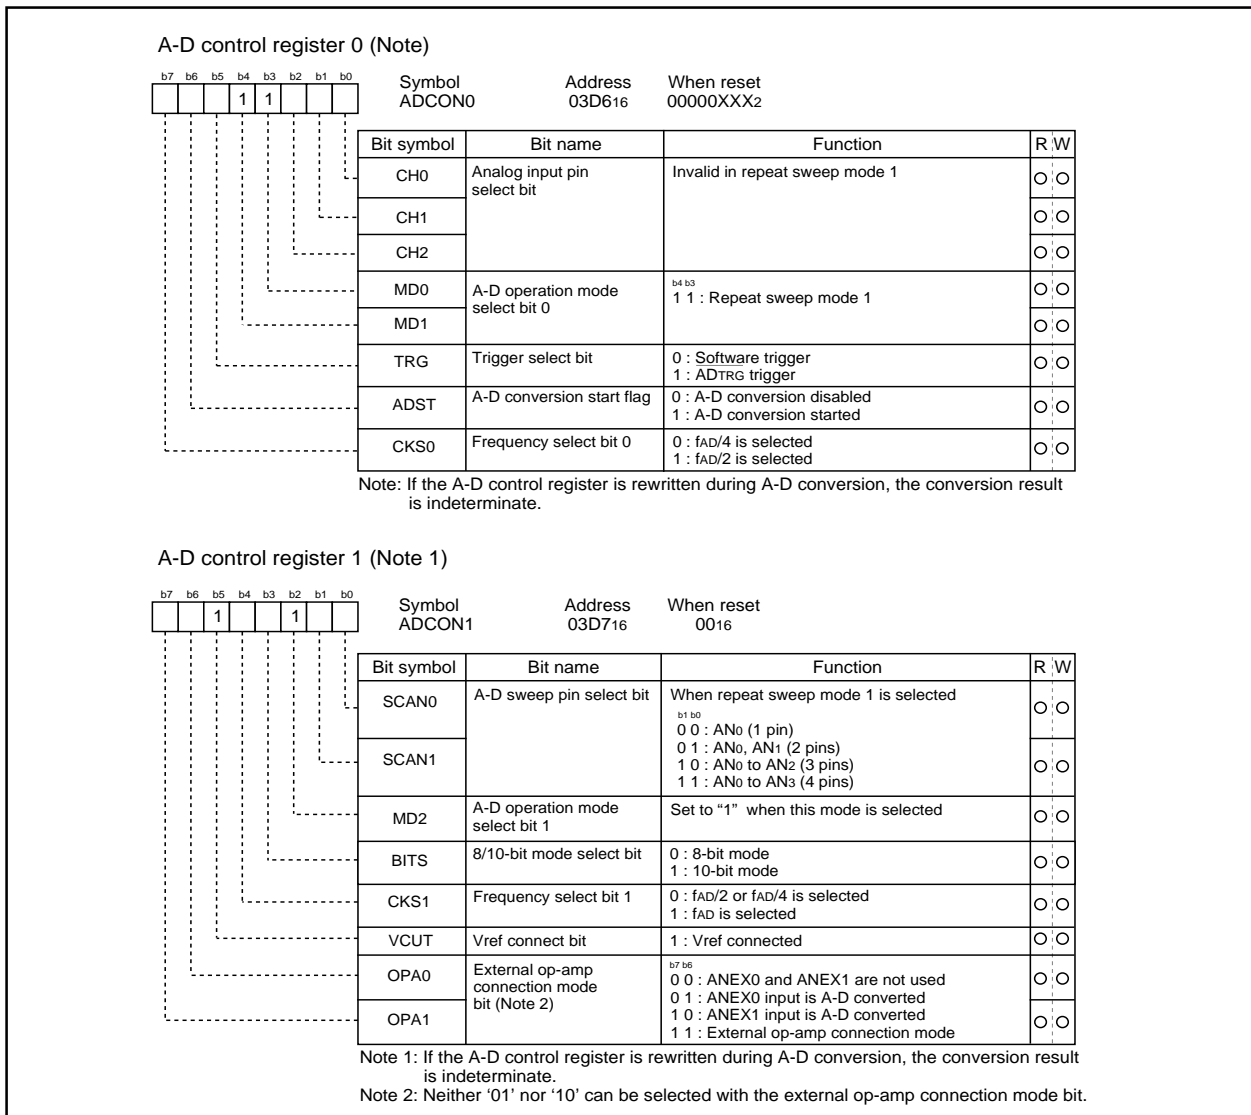 A-D control register 0 (Note)
b7 b6 b5 b4 b3 b2 b1 b0
1 1
Symbol Address When reset
ADCON0 03D616 00000XXX2
Bit symbol Bit name Function R W
CH0 Analog input pin select bit Invalid in repeat sweep mode 1
CH1
CH2
MD0 A-D operation mode select bit 0 b4 b3
1 1 : Repeat sweep mode 1
MD1
TRG Trigger select bit 0 : Software trigger
1 : ADTRG trigger
ADST A-D conversion start flag 0 : A-D conversion disabled
1 : A-D conversion started
CKS0 Frequency select bit 0 0 : fAD/4 is selected
1 : fAD/2 is selected
Note: If the A-D control register is rewritten during A-D conversion, the conversion result
is indeterminate.
A-D control register 1 (Note 1)
b7 b6 b5 b4 b3 b2 b1 b0
1 1
Symbol Address When reset
ADCON1 03D716 0016
Bit symbol Bit name Function R W
SCAN0 A-D sweep pin select bit When repeat sweep mode 1 is selected
b1 b0
0 0 : AN0 (1 pin)
0 1 : AN0, AN1 (2 pins)
SCAN1 1 0 : AN0 to AN2 (3 pins)
1 1 : AN0 to AN3 (4 pins)
MD2 A-D operation mode select bit 1 Set to “1” when this mode is selected
BITS 8/10-bit mode select bit 0 : 8-bit mode
1 : 10-bit mode
CKS1 Frequency select bit 1 0 : fAD/2 or fAD/4 is selected
1 : fAD is selected
VCUT Vref connect bit 1 : Vref connected
OPA0 External op-amp connection mode bit (Note 2) b7 b6
0 0 : ANEX0 and ANEX1 are not used
0 1 : ANEX0 input is A-D converted
OPA1 1 0 : ANEX1 input is A-D converted
1 1 : External op-amp connection mode
Note 1: If the A-D control register is rewritten during A-D conversion, the conversion result
is indeterminate.
Note 2: Neither ‘01’ nor ‘10’ can be selected with the external op-amp connection mode bit.